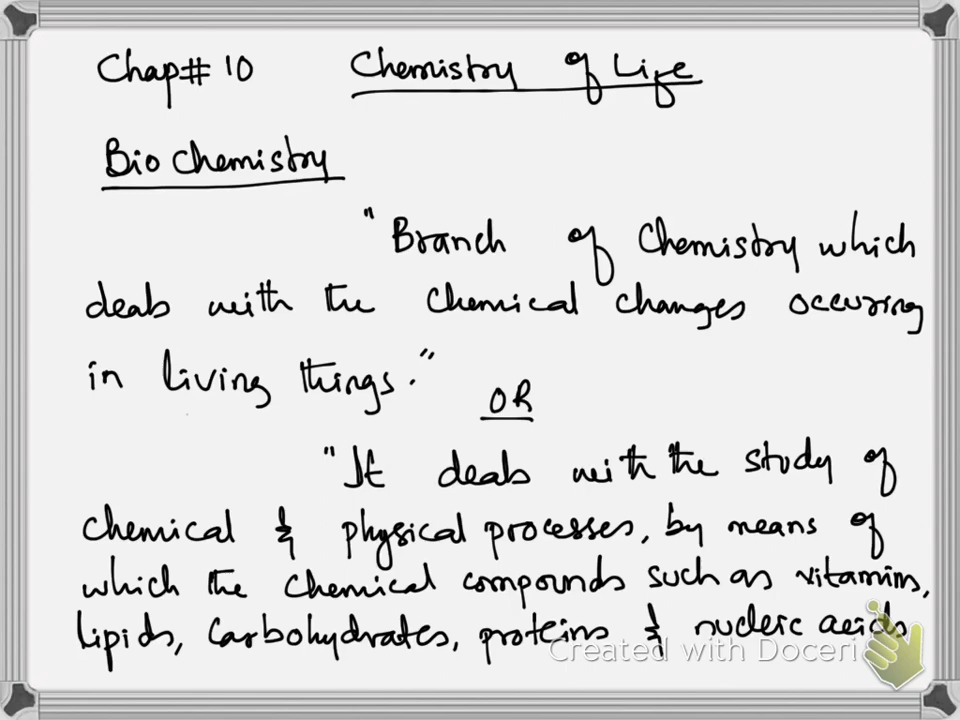 Chap# 10 Chemistry of Life
Bio Chemistry
"Branch of Chemistry which
deals with the chemical changes occuring
in living things."
OR
"It deals with the study of
chemical & physical processes, by means of
which the chemical compounds such as vitamins,
lipids, carbohydrates, proteins & nucleic acids
Created with Doceri